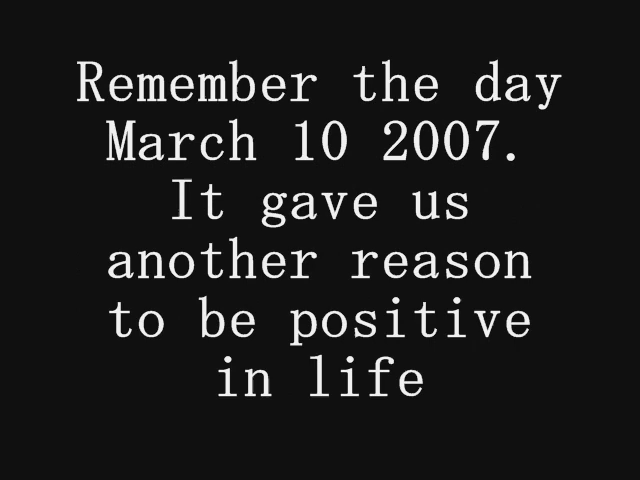 Remember the day
March 10 2007.
It gave us
another reason
to be positive
in life